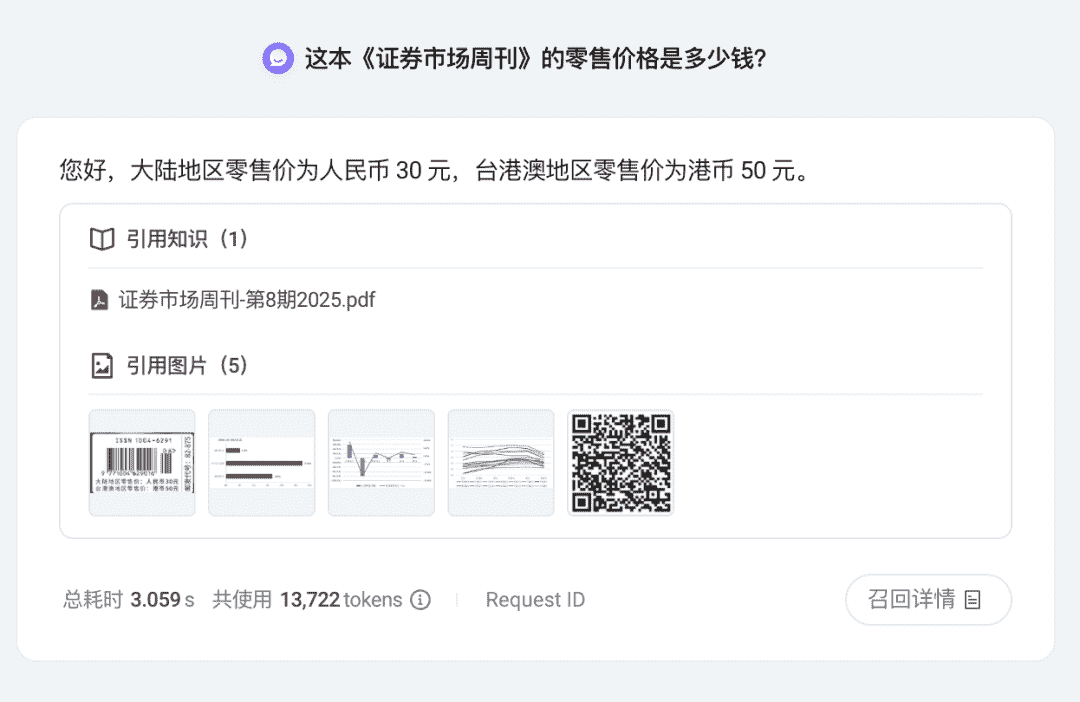 这本《证券市场周刊》的零售价格是多少钱?
您好，大陆地区零售价为人民币 30 元，台港澳地区零售价为港币 50 元。
引用知识（1）
证券市场周刊-第8期2025.pdf
引用图片（5）
ISSN 1004-6291
大陆地区零售价：人民币30元
台港澳地区零售价：港币50元
总耗时 3.059 s 共使用 13,722 tokens
Request ID
召回详情